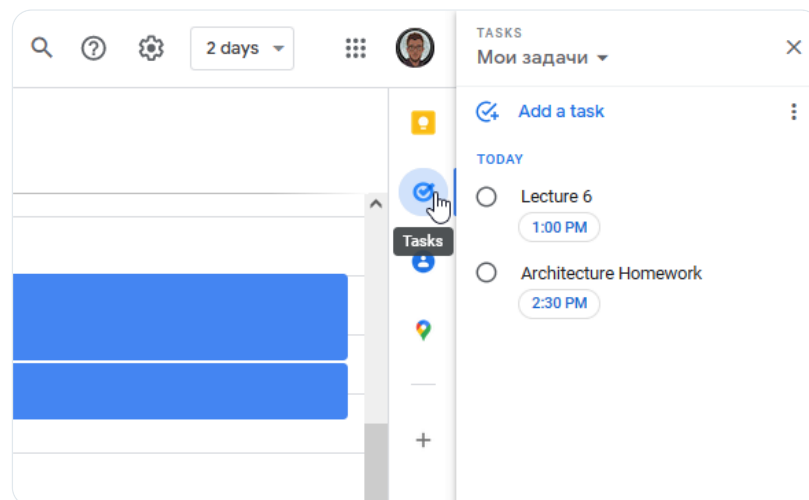 2 days
TASKS
Мои задачи
Add a task
TODAY
Lecture 6
1:00 PM
Tasks
Architecture Homework
2:30 PM